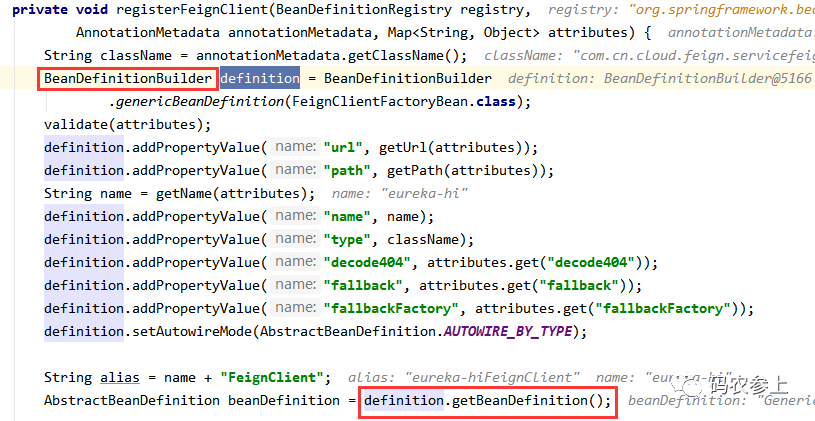 private void registerFeignClient(BeanDefinitionRegistry registry, registry: "org.springframework.bea
AnnotationMetadata annotationMetadata, Map<String, Object> attributes) { annotationMetadata:
String className = annotationMetadata.getClassName(); className: "com.cn.cloud.feign.servicefeig
BeanDefinitionBuilder definition = BeanDefinitionBuilder definition: BeanDefinitionBuilder@5166
.genericBeanDefinition(FeignClientFactoryBean.class);
validate(attributes);
definition.addPropertyValue( name: "url", getUrl(attributes));
definition.addPropertyValue( name: "path", getPath(attributes));
String name = getName(attributes); name: "eureka-hi"
definition.addPropertyValue( name: "name", name);
definition.addPropertyValue( name: "type", className);
definition.addPropertyValue( name: "decode404", attributes.get("decode404"));
definition.addPropertyValue( name: "fallback", attributes.get("fallback"));
definition.addPropertyValue( name: "fallbackFactory", attributes.get("fallbackFactory"));
definition.setAutowireMode(AbstractBeanDefinition.AUTOWIRE_BY_TYPE);
String alias = name + "FeignClient"; alias: "eureka-hiFeignClient" name: "eureka-hi"
码农参上
AbstractBeanDefinition beanDefinition = definition.getBeanDefinition(); beanDefinition: "Generic